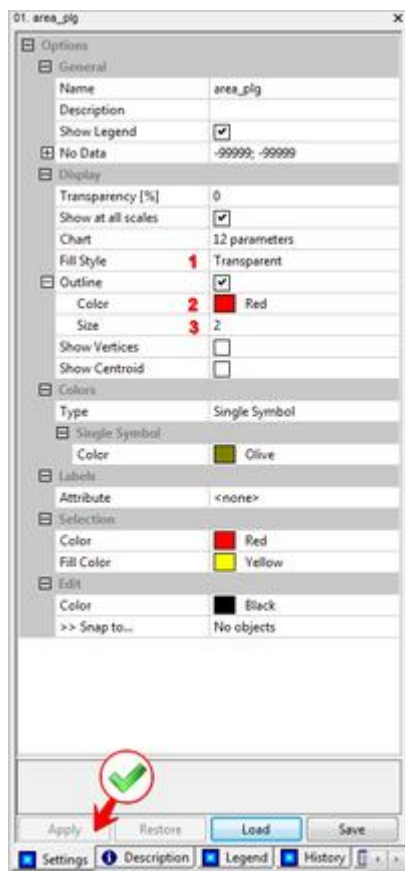 01. area_plg x
Options
General
Name area_plg
Description
Show Legend
No Data -99999; -99999
Display
Transparency [%] 0
Show at all scales
Chart 12 parameters
Fill Style 1 Transparent
Outline
Color 2 Red
Size 3 2
Show Vertices
Show Centroid
Colors
Type Single Symbol
Single Symbol
Color Olive
Labels
Attribute <none>
Selection
Color Red
Fill Color Yellow
Edit
Color Black
>> Snap to... No objects
Apply Restore Load Save
Settings Description Legend History